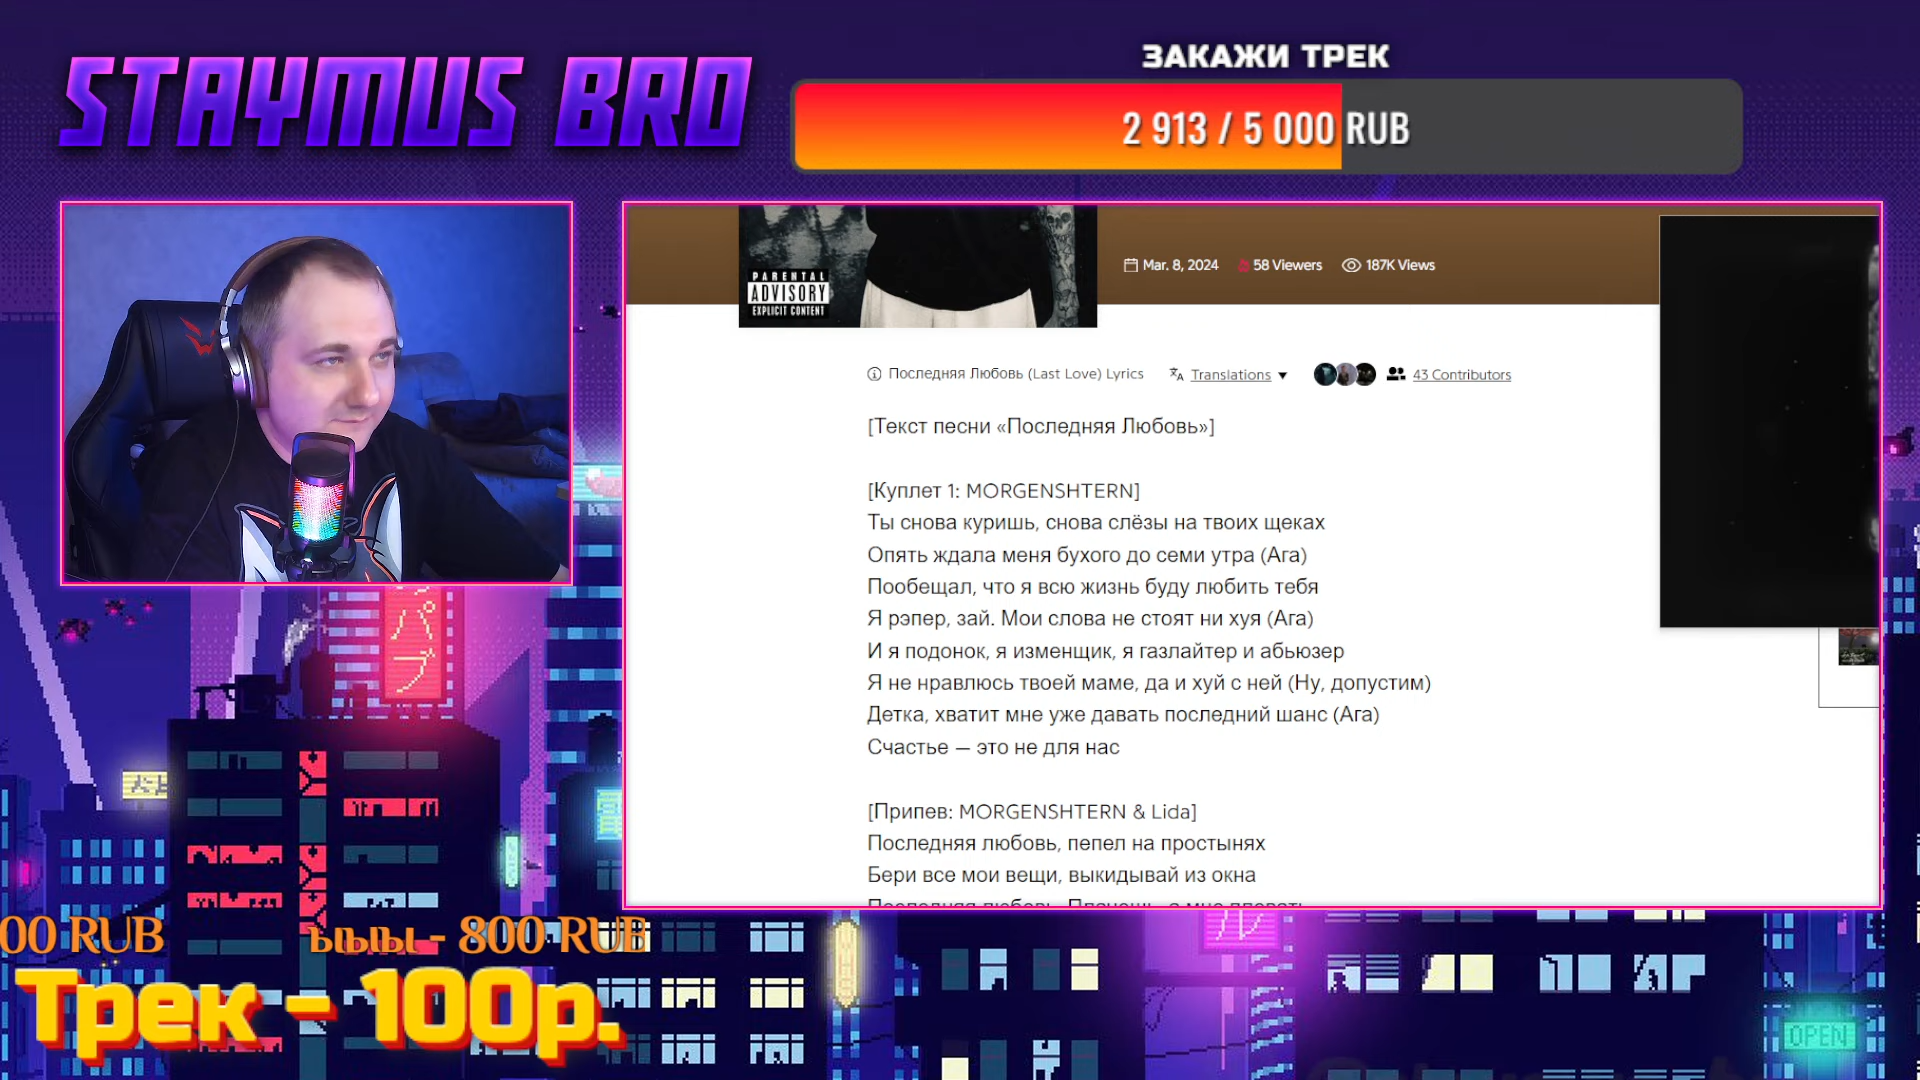 STAYMUS BRO
ЗАКАЖИ ТРЕК
2 913 / 5 000 RUB
PARENTAL
ADVISORY
EXPLICIT CONTENT
Mar. 8, 2024 58 Viewers 187K Views
Последняя Любовь (Last Love) Lyrics Translations 43 Contributors
[Текст песни «Последняя Любовь»]
[Куплет 1: MORGENSHTERN]
Ты снова куришь, снова слёзы на твоих щеках
Опять ждала меня бухого до семи утра (Ага)
Пообещал, что я всю жизнь буду любить тебя
Я рэпер, зай. Мои слова не стоят ни хуя (Ага)
И я подонок, я изменщик, я газлайтер и абьюзер
Я не нравлюсь твоей маме, да и хуй с ней (Ну, допустим)
Детка, хватит мне уже давать последний шанс (Ага)
Счастье — это не для нас
[Припев: MORGENSHTERN & Lida]
Последняя любовь, пепел на простынях
Бери все мои вещи, выкидывай из окна
パブ
00 RUB ыыыы - 800 RUB
Трек - 100р.
ル
OPEN